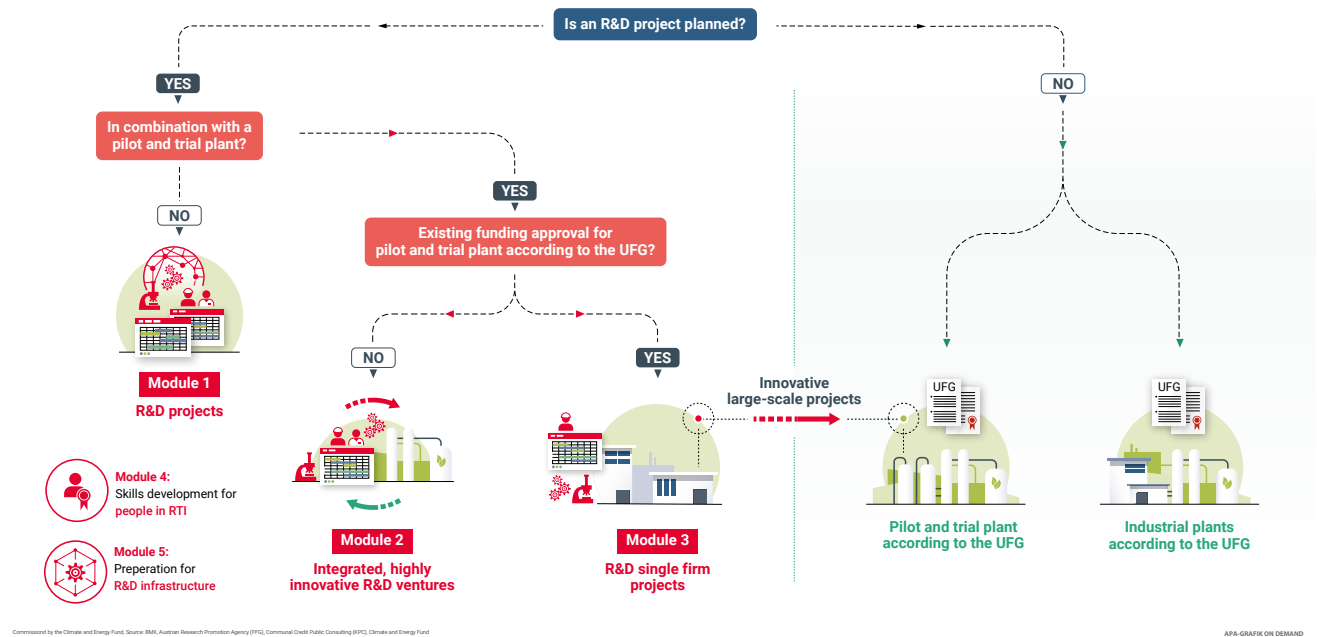 Is an R&D project planned?
YES
NO
In combination with a
pilot and trial plant?
YES
NO
Existing funding approval for
pilot and trial plant according to the UFG?
NO
YES
Module 1
R&D projects
Innovative
large-scale projects
UFG
UFG
Module 4:
Skills development for
people in RTI
Module 5:
Preperation for
R&D infrastructure
Module 2
Integrated, highly
innovative R&D ventures
Module 3
R&D single firm
projects
Pilot and trial plant
according to the UFG
Industrial plants
according to the UFG
Commissiond by the Climate and Energy Fund, Source: BMK, Austrian Research Promotion Agency (FFG), Communal Credit Public Consulting (KPC), Climate and Energy Fund
APA-GRAFIK ON DEMAND